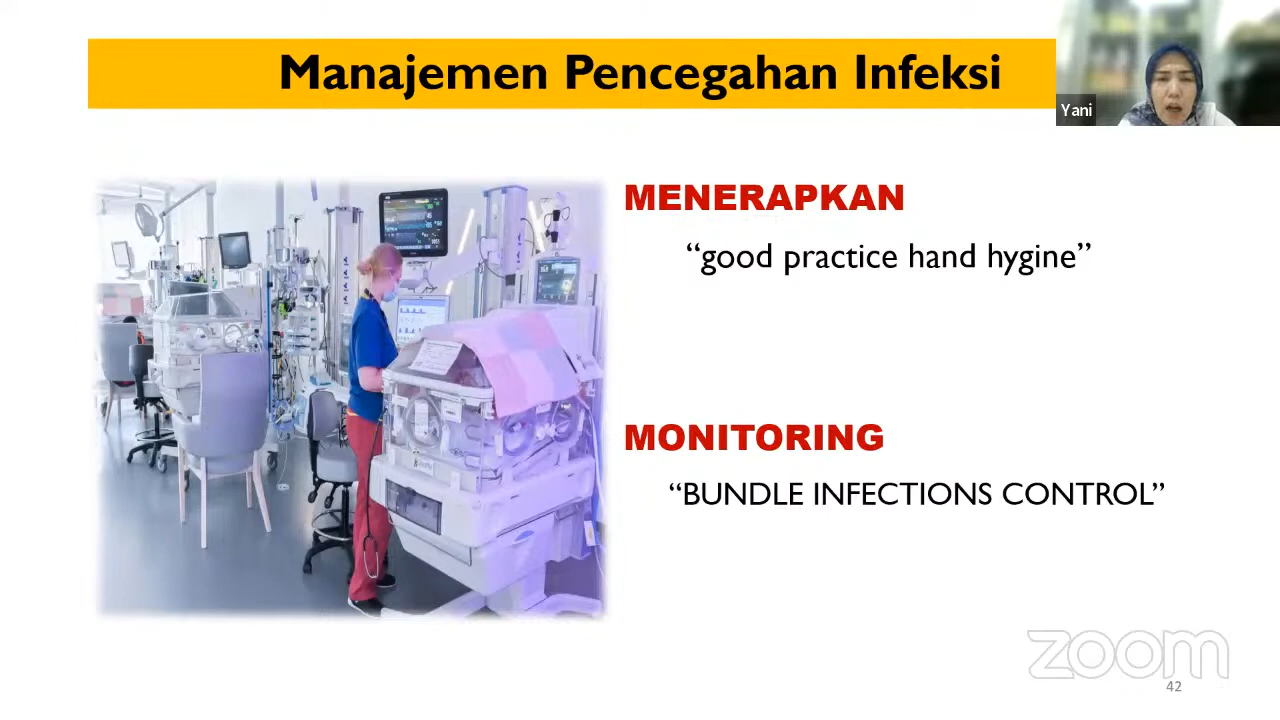 Manajemen Pencegahan Infeksi
Yani
MENERAPKAN
“good practice hand hygine”
MONITORING
“BUNDLE INFECTIONS CONTROL”
zoom
42